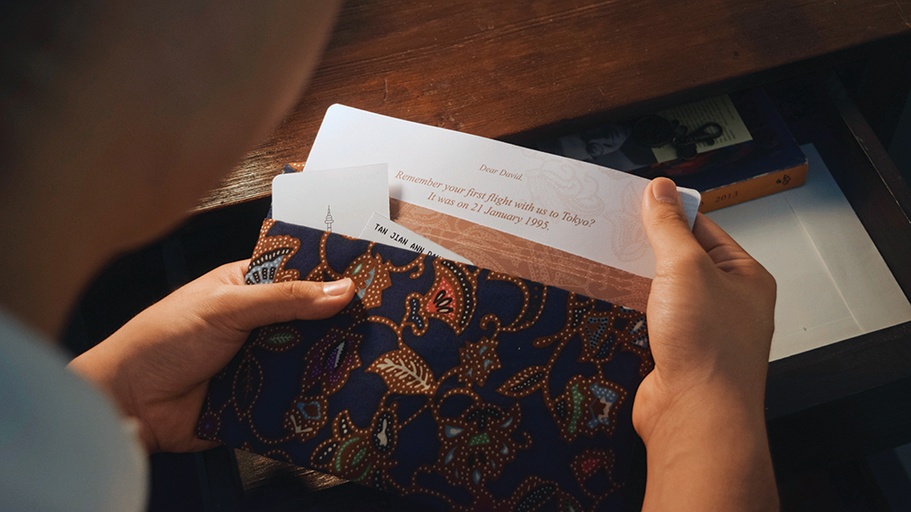 Dear David,
Remember your first flight with us to Tokyo?
It was on 21 January 1995.
TAN JIAN ANN
2013